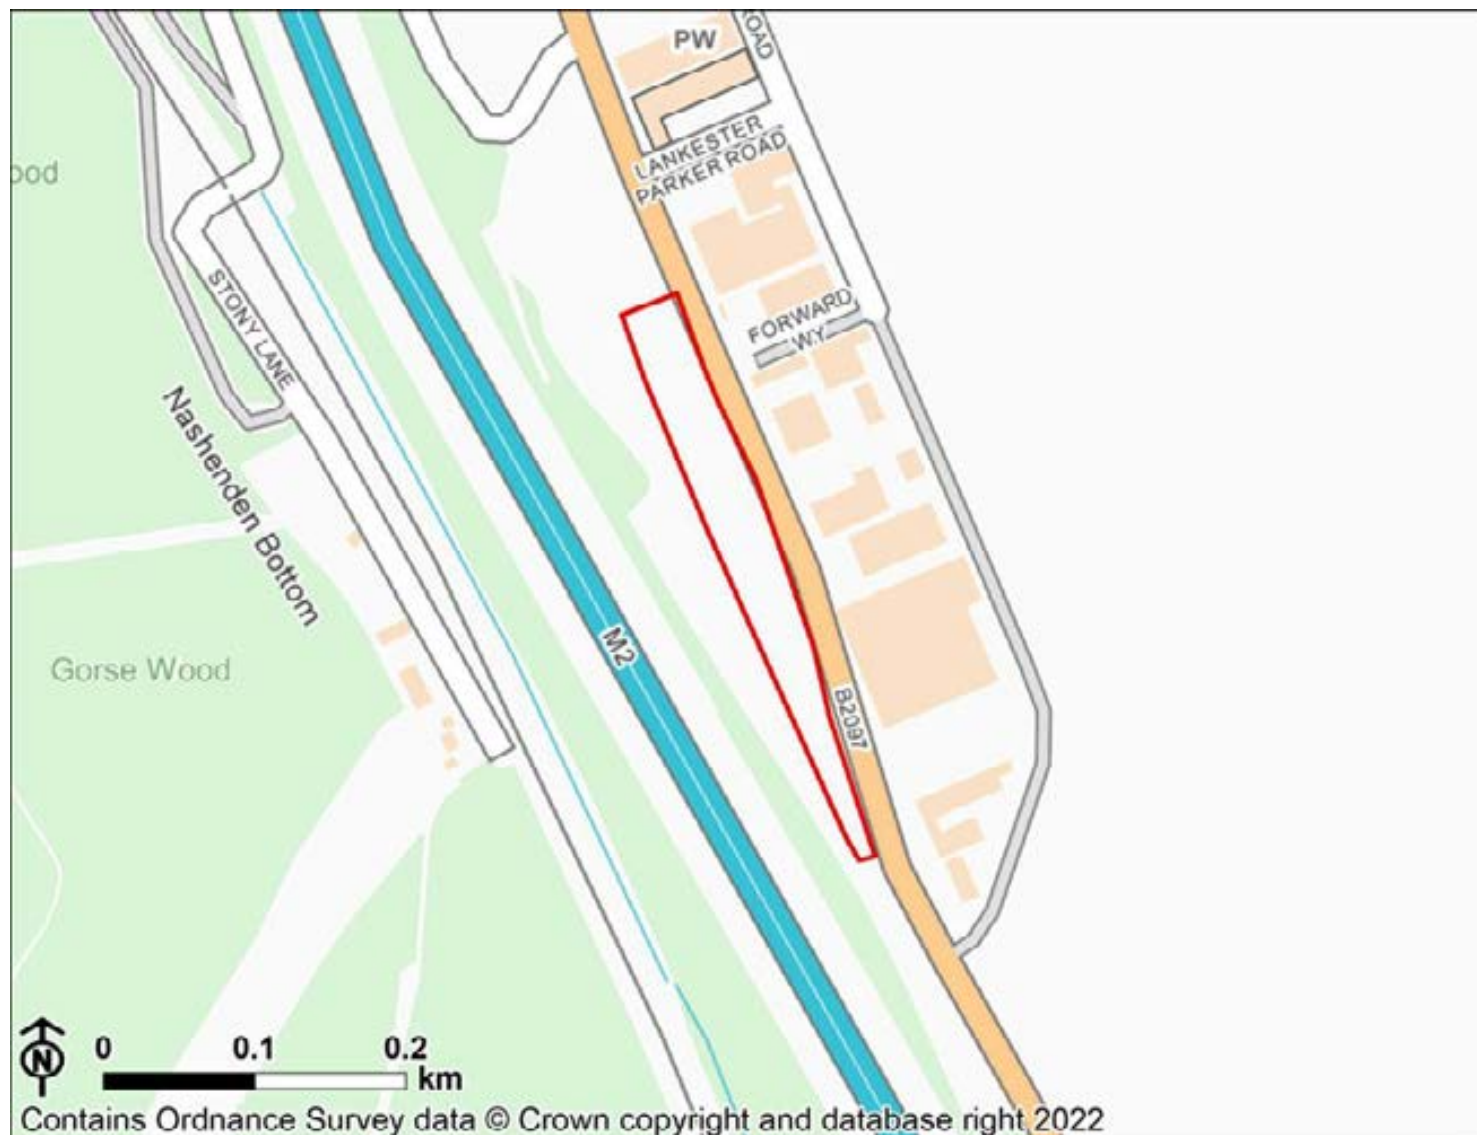 PW
ROAD
LANKESTER
PARKER ROAD
ood
STONY LANE
FORWARD
WY
Nashenden Bottom
M2
Gorse Wood
B2097
N
0 0.1 0.2
km
Contains Ordnance Survey data © Crown copyright and database right 2022